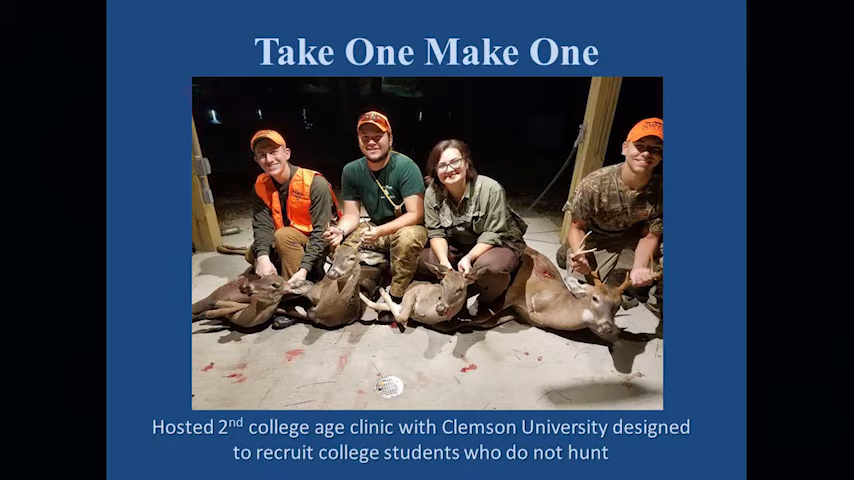 Take One Make One
Hosted 2nd college age clinic with Clemson University designed
to recruit college students who do not hunt